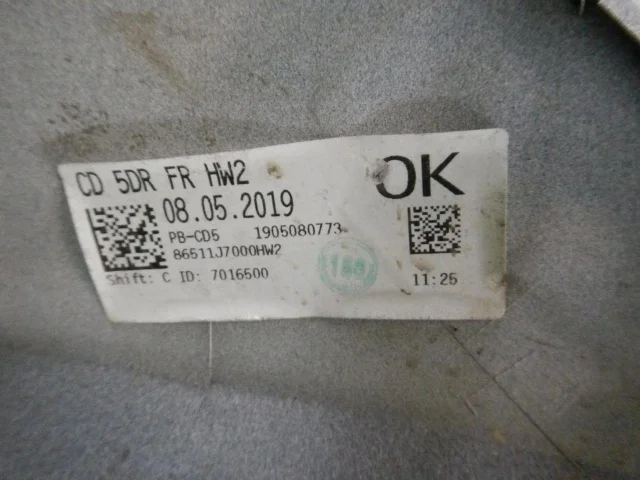 CD 5DR FR HW2
OK
08.05.2019
PB-CD5 1905080773
86511J7000HW2
Shift: C ID: 7016500
11:25